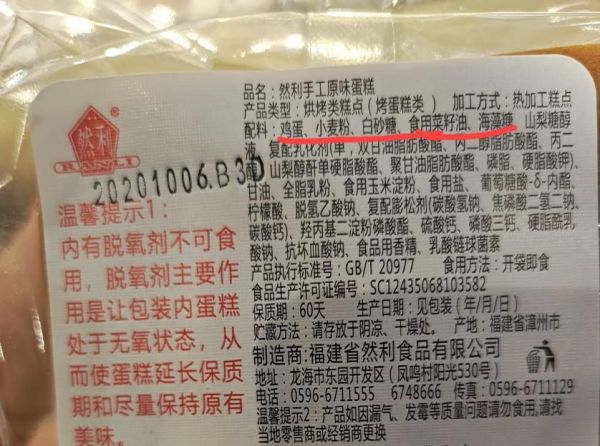 品名：然利手工原味蛋糕
产品类型：烘烤类糕点（烤蛋糕类） 加工方式：热加工糕点
配料：鸡蛋、小麦粉、白砂糖、食用菜籽油、海藻糖、山梨糖醇
液、复配乳化剂（单，双甘油脂肪酸酯、丙二醇脂肪酸酯、丙二
醇、山梨醇酐单硬脂酸酯、聚甘油脂肪酸酯、磷脂、硬脂酸钾)、
甘油、全脂乳粉、食用玉米淀粉、食用盐、葡萄糖酸-δ-内酯、
柠檬酸、脱氢乙酸钠、复配膨松剂(碳酸氢钠、焦磷酸二氢二钠、
碳酸钙)、羟丙基二淀粉磷酸酯、硫酸钙、磷酸三钙、硬脂酰乳
酸钠、抗坏血酸钠、食品用香精、乳酸链球菌素
产品执行标准号：GB/T 20977 食用方法：开袋即食
食品生产许可证编号：SC12435068103582
保质期：60天 生产日期：见包装（年/月/日）
贮藏方法：请存放于阴凉、干燥处。 产地：福建省漳州市
制造商：福建省然利食品有限公司
地址：龙海市东园开发区（凤鸣村阳光530号）
电话：0596-6711555 6748666 传真：0596-6711129
温馨提示2：产品如因漏气、发霉等质量问题请勿食用,请找
当地零售商或经销商更换
然利
RANLI
20201006.B3D
温馨提示1：
内有脱氧剂不可食
用，脱氧剂主要作
用是让包装内蛋糕
处于无氧状态，从
而使蛋糕延长保质
期和尽量保持原有
美味。